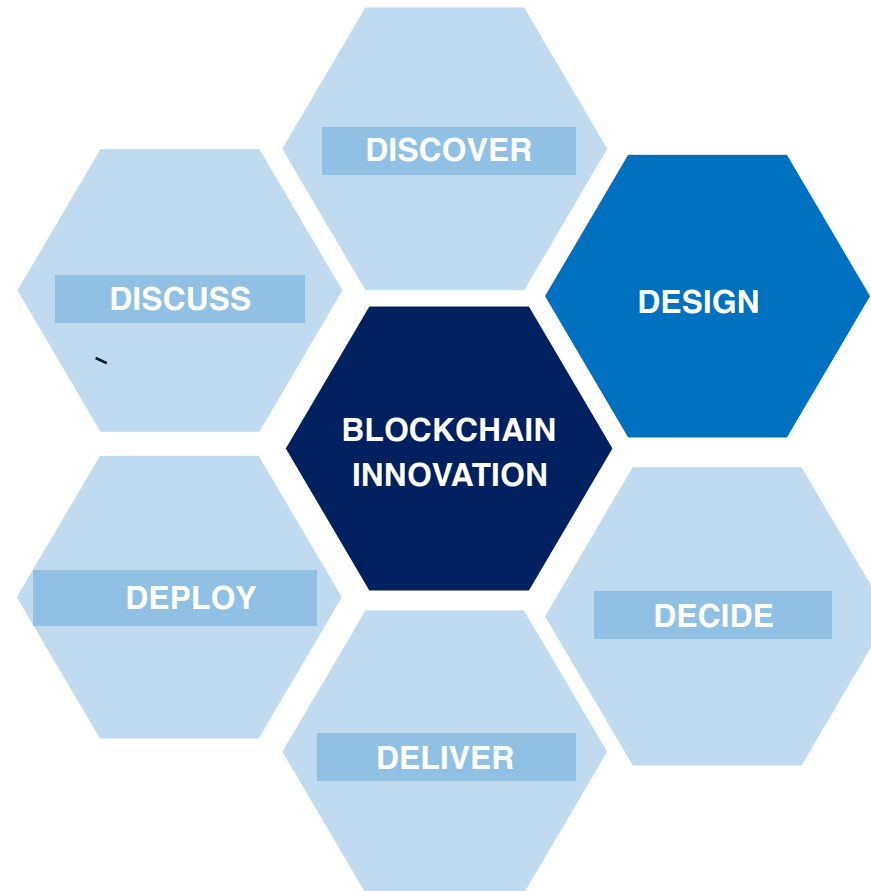 DISCOVER
DISCUSS
DESIGN
BLOCKCHAIN
INNOVATION
DEPLOY
DECIDE
DELIVER